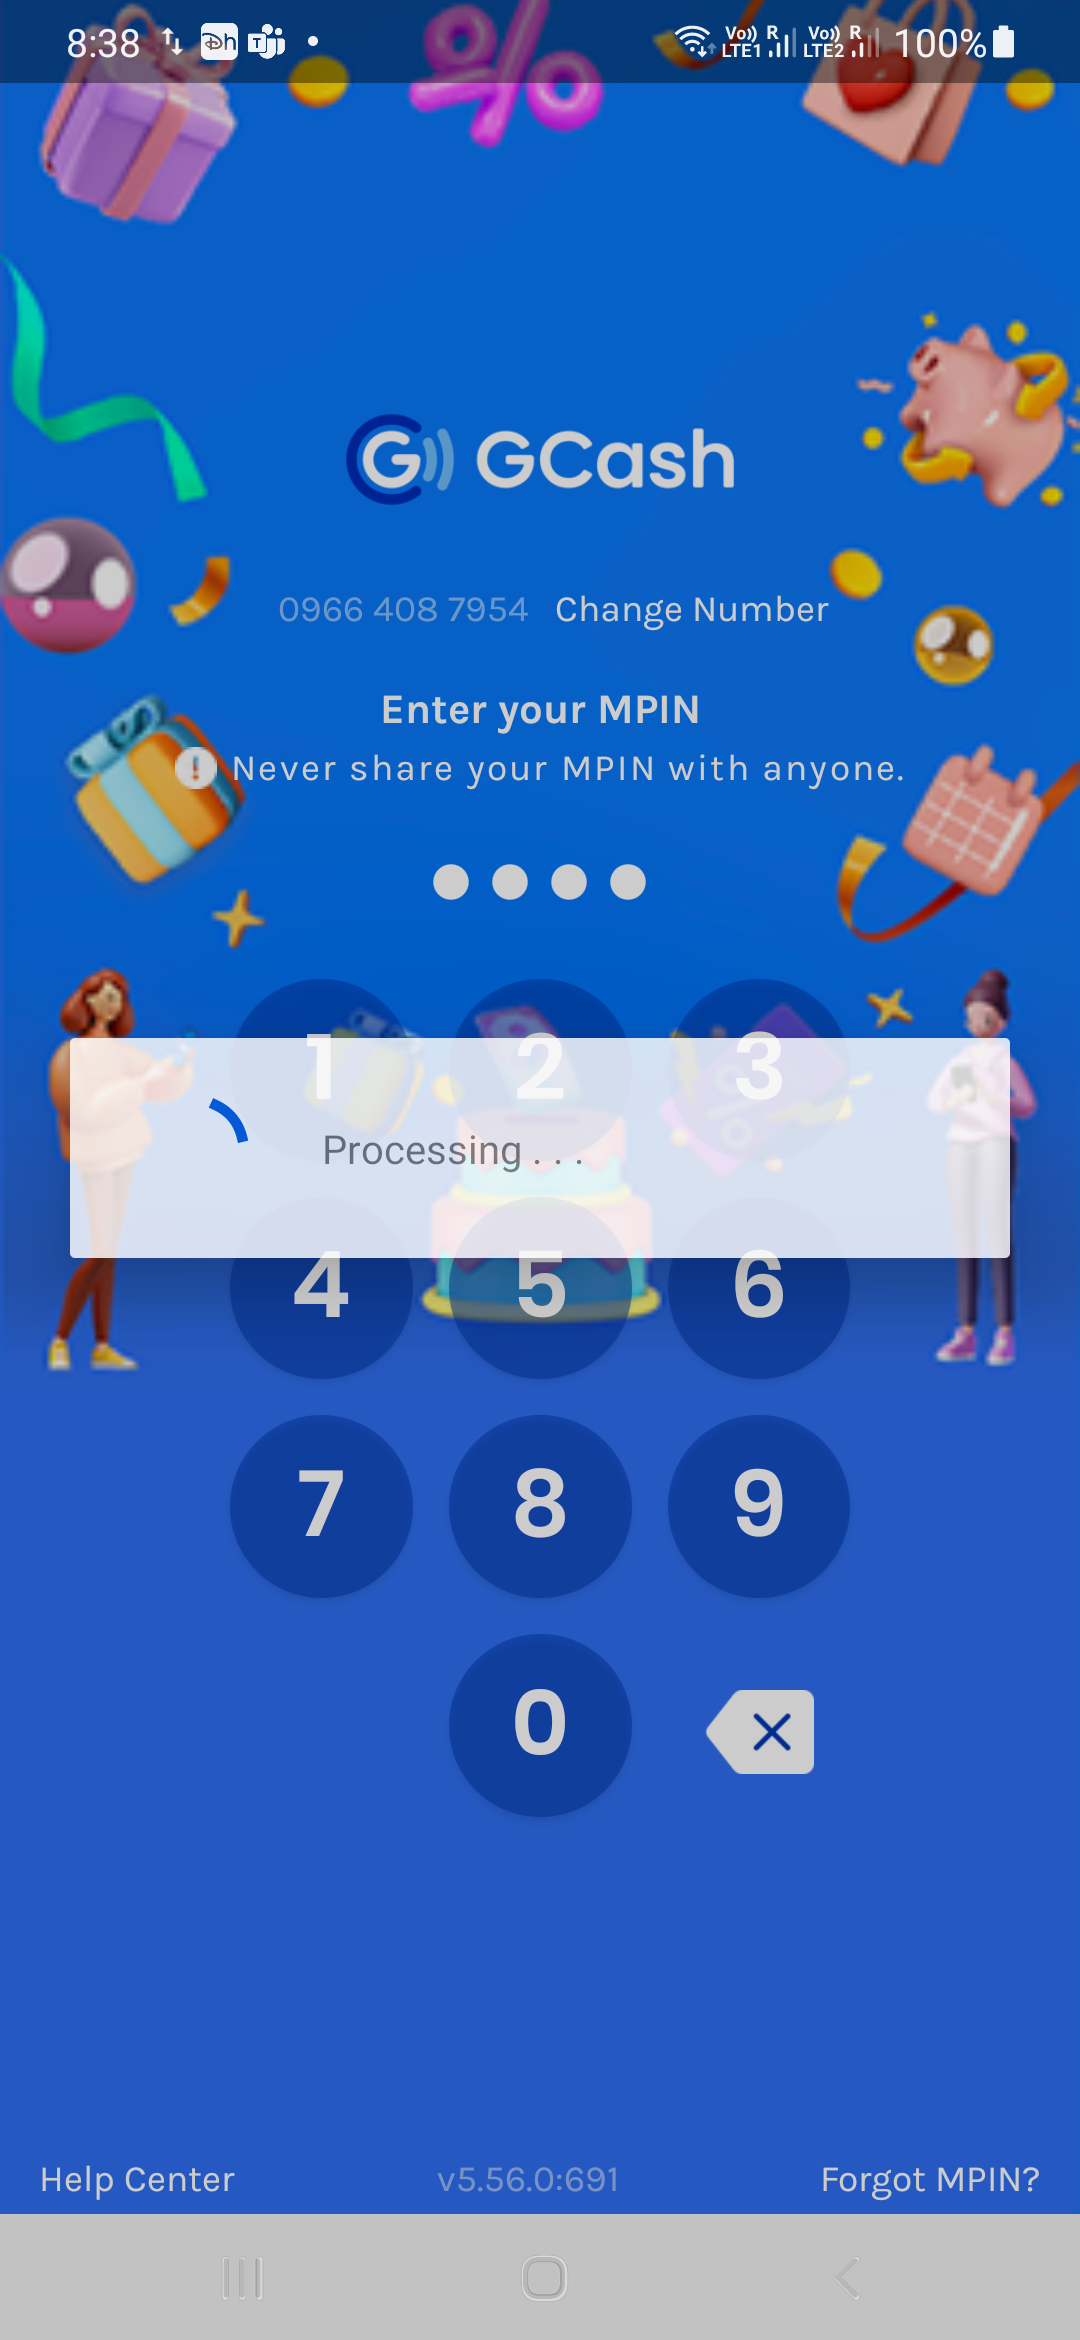 8:38 Dh T Vo)) LTE1 R Vo)) LTE2 R 100%
G GCash
0966 408 7954 Change Number
Enter your MPIN
! Never share your MPIN with anyone.
1 2 3
Processing . . .
4 5 6
7 8 9
0
Help Center v5.56.0:691 Forgot MPIN?